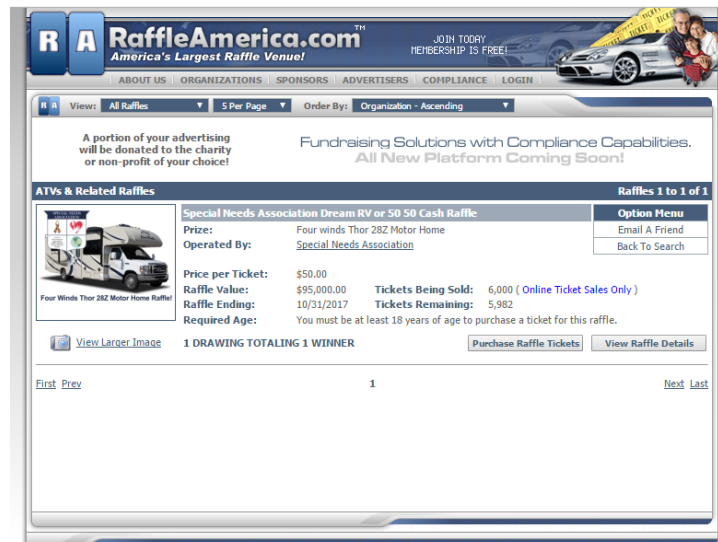 R A RaffleAmerica.com™
America's Largest Raffle Venue!
JOIN TODAY
MEMBERSHIP IS FREE!
TICKET
ABOUT US ORGANIZATIONS SPONSORS ADVERTISERS COMPLIANCE LOGIN
R A View: All Raffles ▼ 5 Per Page ▼ Order By: Organization - Ascending ▼
A portion of your advertising
will be donated to the charity
or non-profit of your choice!
Fundraising Solutions with Compliance Capabilities.
All New Platform Coming Soon!
ATVs & Related Raffles Raffles 1 to 1 of 1
SPECIAL NEEDS
ASSOCIATION
Four Winds Thor 28Z Motor Home Raffle!
View Larger Image
Special Needs Association Dream RV or 50 50 Cash Raffle
Prize: Four winds Thor 28Z Motor Home
Operated By: Special Needs Association
Price per Ticket: $50.00
Raffle Value: $95,000.00 Tickets Being Sold: 6,000 ( Online Ticket Sales Only )
Raffle Ending: 10/31/2017 Tickets Remaining: 5,982
Required Age: You must be at least 18 years of age to purchase a ticket for this raffle.
1 DRAWING TOTALING 1 WINNER Purchase Raffle Tickets View Raffle Details
Option Menu
Email A Friend
Back To Search
First Prev 1 Next Last